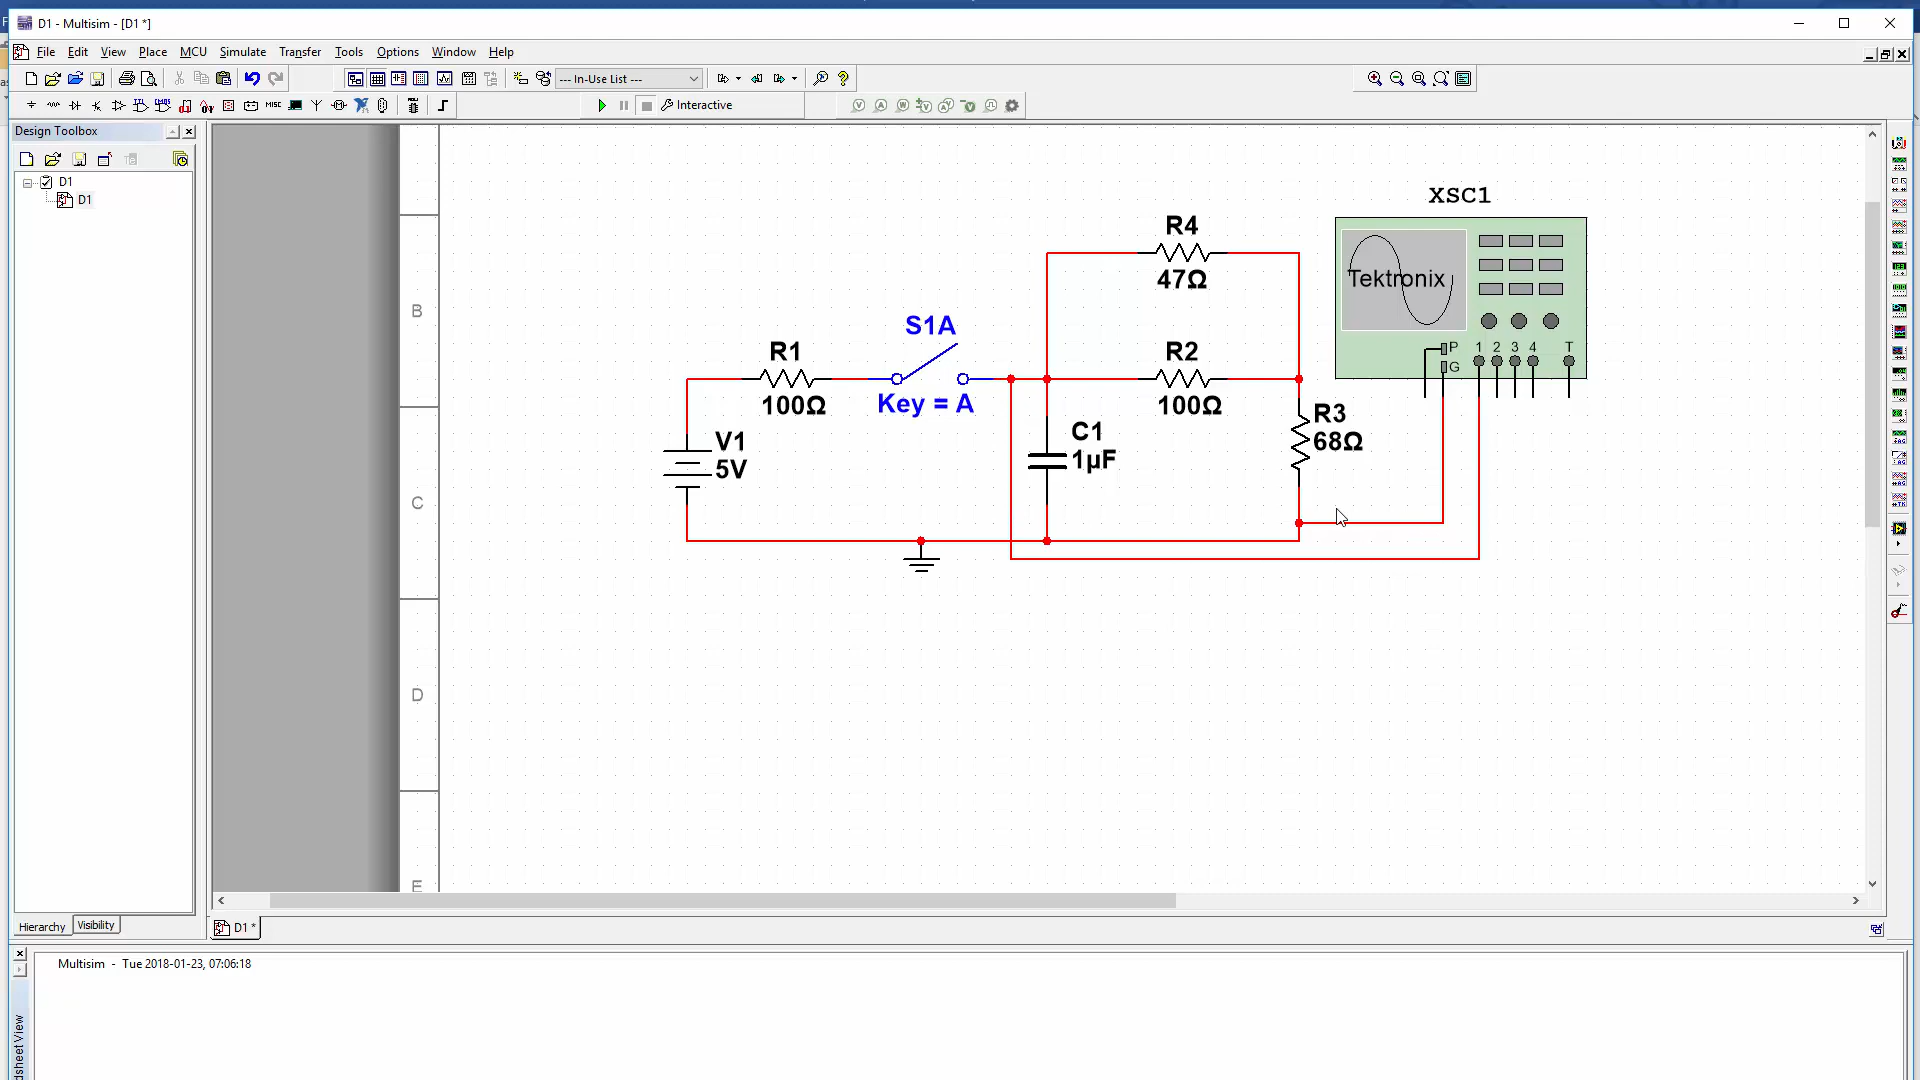 D1 - Multisim - [D1 *]
File Edit View Place MCU Simulate Transfer Tools Options Window Help
--- In-Use List ---
MISC Interactive
Design Toolbox
D1
D1
XSC1
R4
47Ω
Tektronix
B
S1A
R1
R2
P 1 2 3 4 T
G
100Ω
Key = A
100Ω
R3
68Ω
V1
5V
C1
1µF
C
D
E
Hierarchy Visibility
D1 *
Multisim - Tue 2018-01-23, 07:06:18
dsheet View